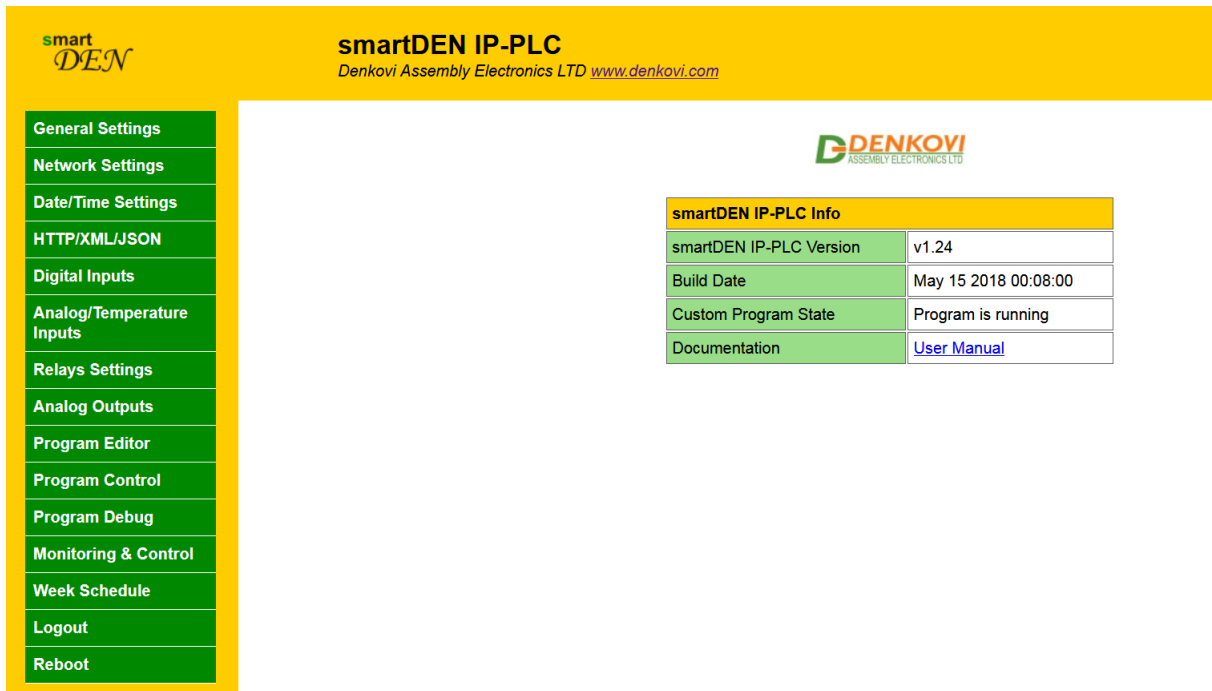 smart
DEN
smartDEN IP-PLC
Denkovi Assembly Electronics LTD www.denkovi.com
General Settings
Network Settings
Date/Time Settings
HTTP/XML/JSON
Digital Inputs
Analog/Temperature
Inputs
Relays Settings
Analog Outputs
Program Editor
Program Control
Program Debug
Monitoring & Control
Week Schedule
Logout
Reboot
DENKOVI
ASSEMBLY ELECTRONICS LTD
smartDEN IP-PLC Info
smartDEN IP-PLC Version v1.24
Build Date May 15 2018 00:08:00
Custom Program State Program is running
Documentation User Manual